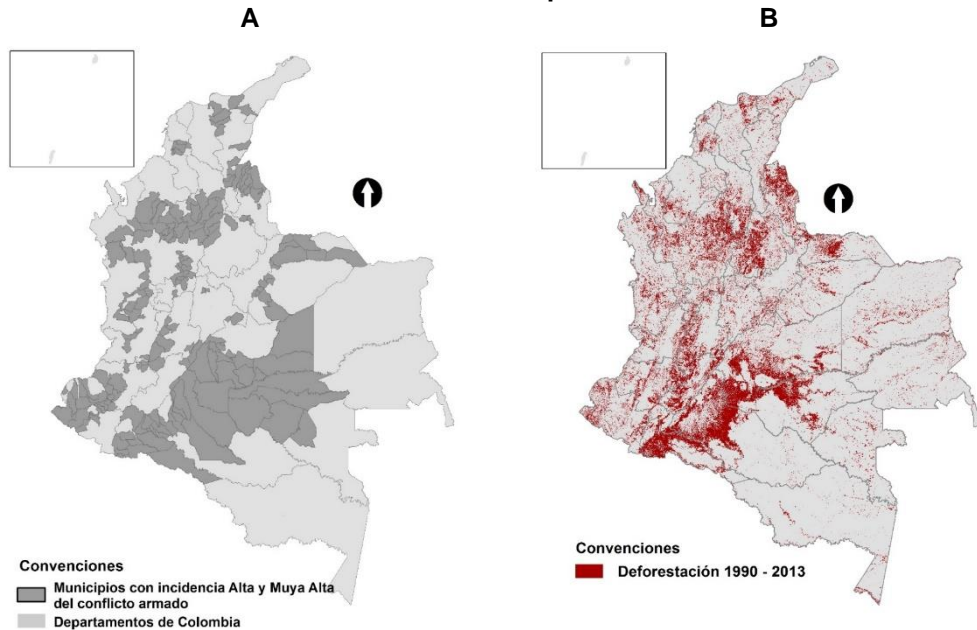 A
B
Convenciones
Municipios con incidencia Alta y Muya Alta
del conflicto armado
Departamentos de Colombia
Convenciones
Deforestación 1990 - 2013